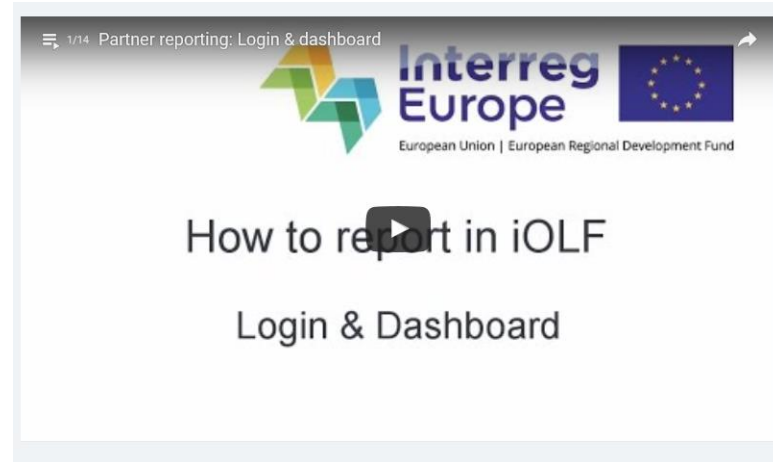 1/14 Partner reporting: Login & dashboard
Interreg
Europe
European Union | European Regional Development Fund
How to report in iOLF
Login & Dashboard